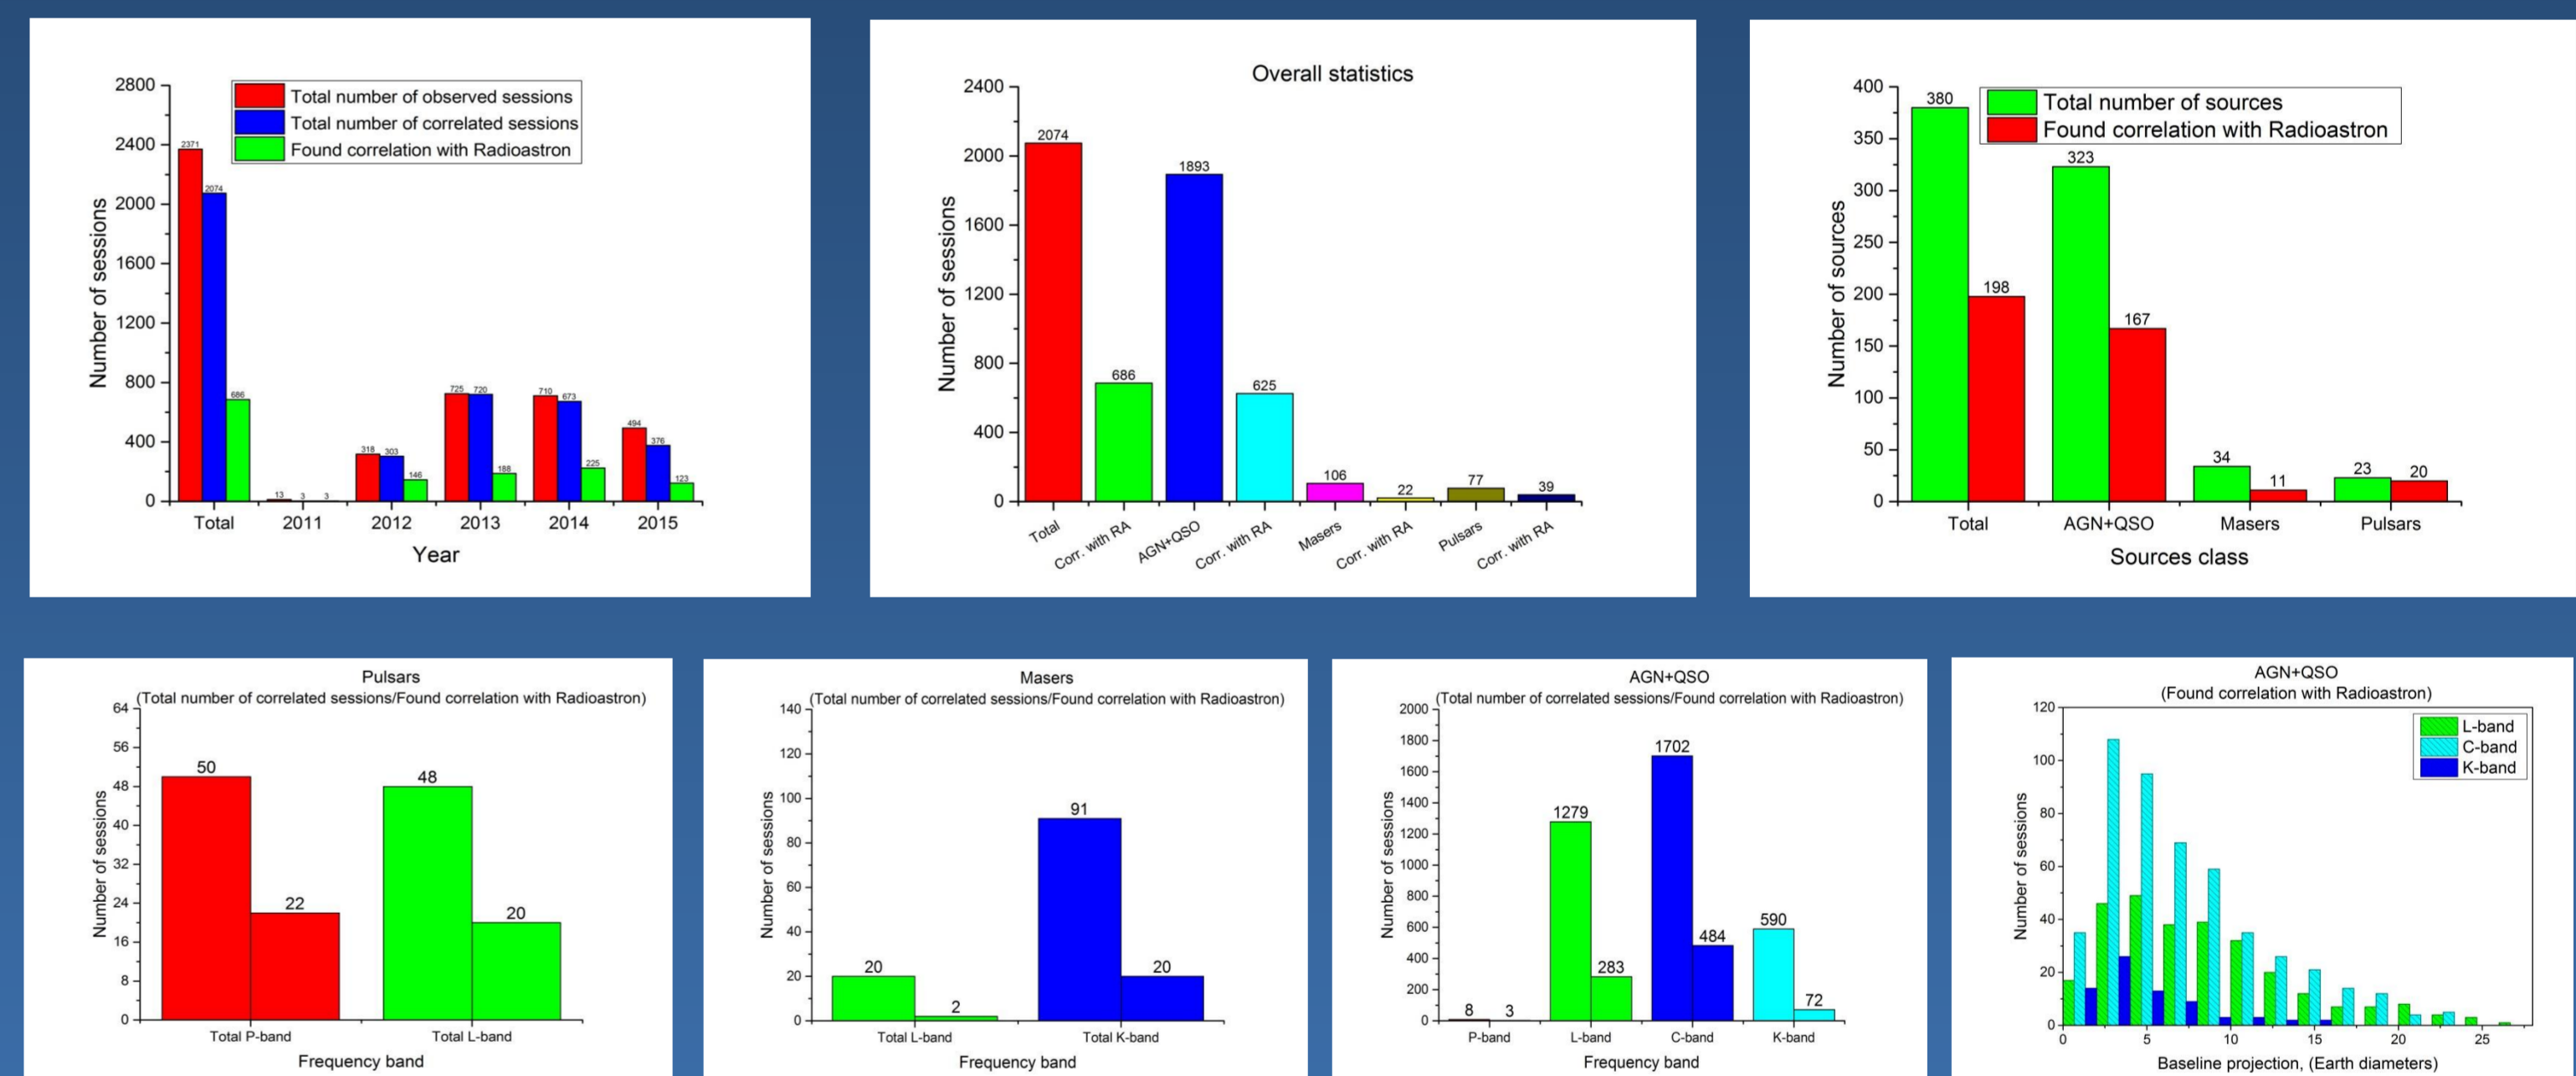 2800
2400
2000
1600
1200
800
400
0
Number of sessions
Total number of observed sessions
Total number of correlated sessions
Found correlation with Radioastron
2371
2074
686
13
3
3
318
303
146
725
720
188
710
673
225
494
376
123
Total 2011 2012 2013 2014 2015
Year
Overall statistics
2400
2000
1600
1200
800
400
0
Number of sessions
2074
686
1893
625
106
22
77
39
Total
Corr. with RA
AGN+QSO
Corr. with RA
Masers
Corr. with RA
Pulsars
Corr. with RA
400
350
300
250
200
150
100
50
0
Number of sources
Total number of sources
Found correlation with Radioastron
380
198
323
167
34
11
23
20
Total AGN+QSO Masers Pulsars
Sources class
Pulsars
(Total number of correlated sessions/Found correlation with Radioastron)
64
56
48
40
32
24
16
8
0
Number of sessions
50
22
48
20
Total P-band Total L-band
Frequency band
Masers
(Total number of correlated sessions/Found correlation with Radioastron)
140
120
100
80
60
40
20
0
Number of sessions
20
2
91
20
Total L-band Total K-band
Frequency band
AGN+QSO
(Total number of correlated sessions/Found correlation with Radioastron)
2000
1800
1600
1400
1200
1000
800
600
400
200
0
Number of sessions
8
3
1279
283
1702
484
590
72
P-band L-band C-band K-band
Frequency band
AGN+QSO
(Found correlation with Radioastron)
120
100
80
60
40
20
0
Number of sessions
L-band
C-band
K-band
0 5 10 15 20 25
Baseline projection, (Earth diameters)